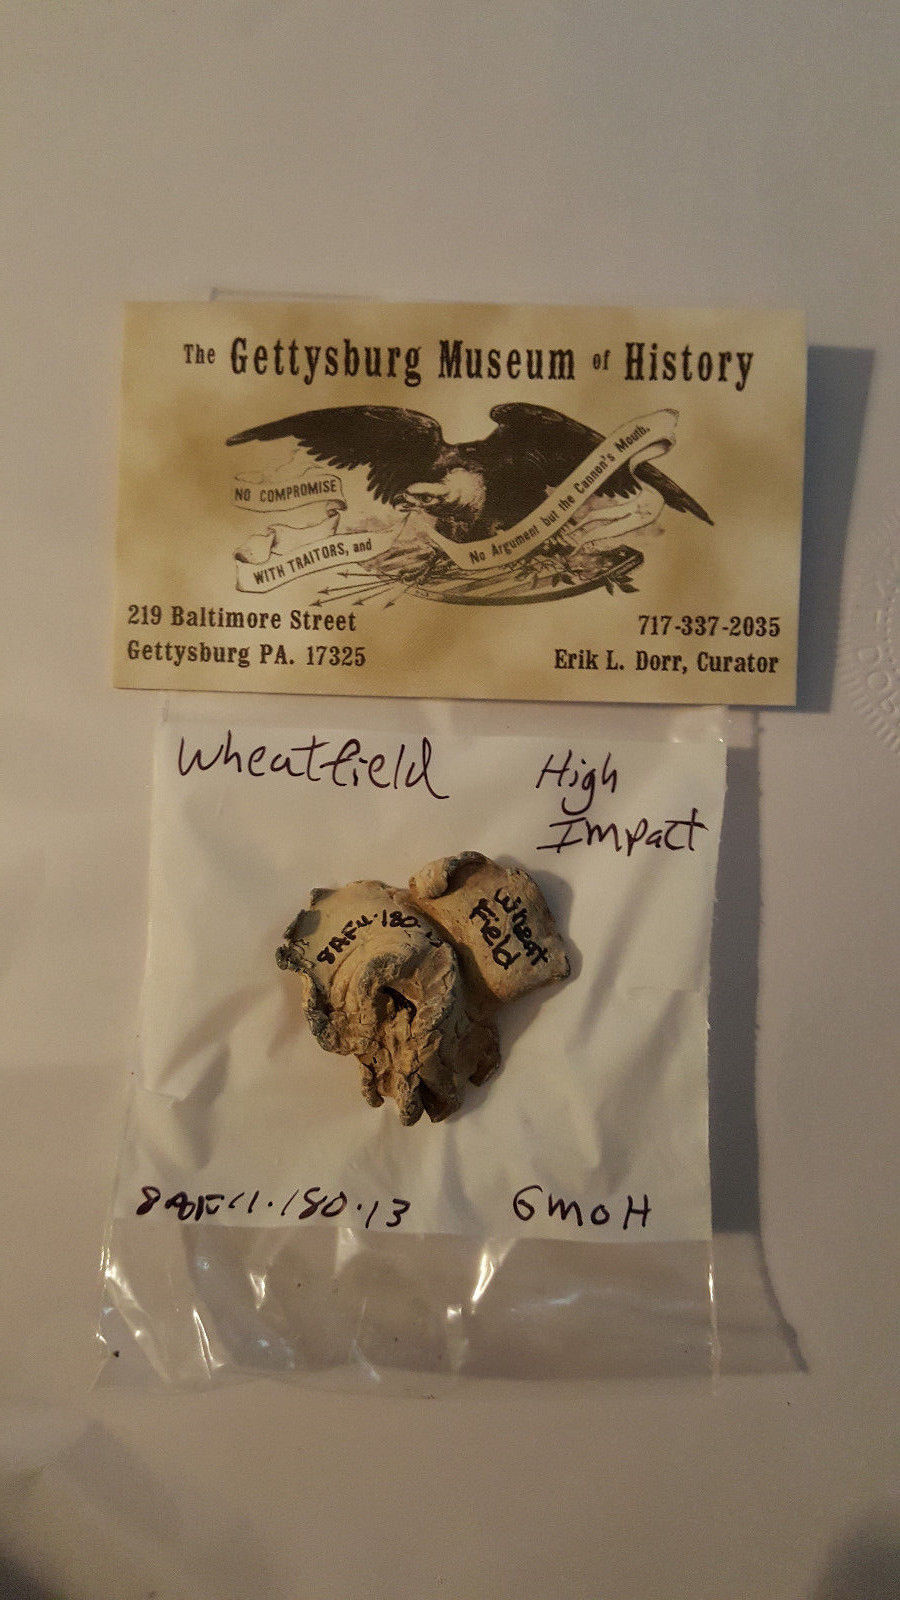 The Gettysburg Museum of History
NO COMPROMISE
WITH TRAITORS, and
No Argument but the Cannon's Mouth.
219 Baltimore Street
Gettysburg PA. 17325
717-337-2035
Erik L. Dorr, Curator
Wheatfield
High
Impact
Wheat
Field
GMOH